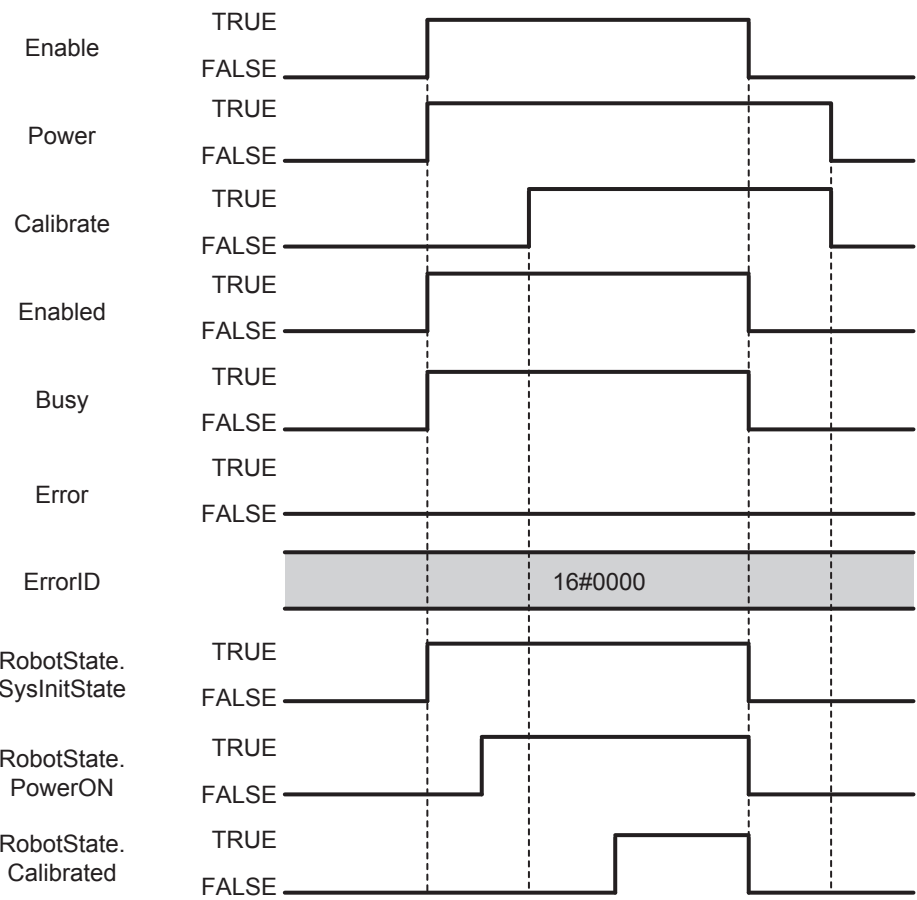 TRUE
Enable
FALSE
TRUE
Power
FALSE
TRUE
Calibrate
FALSE
TRUE
Enabled
FALSE
TRUE
Busy
FALSE
TRUE
Error
FALSE
ErrorID
16#0000
TRUE
RobotState.
SysInitState
FALSE
TRUE
RobotState.
PowerON
FALSE
TRUE
RobotState.
Calibrated
FALSE